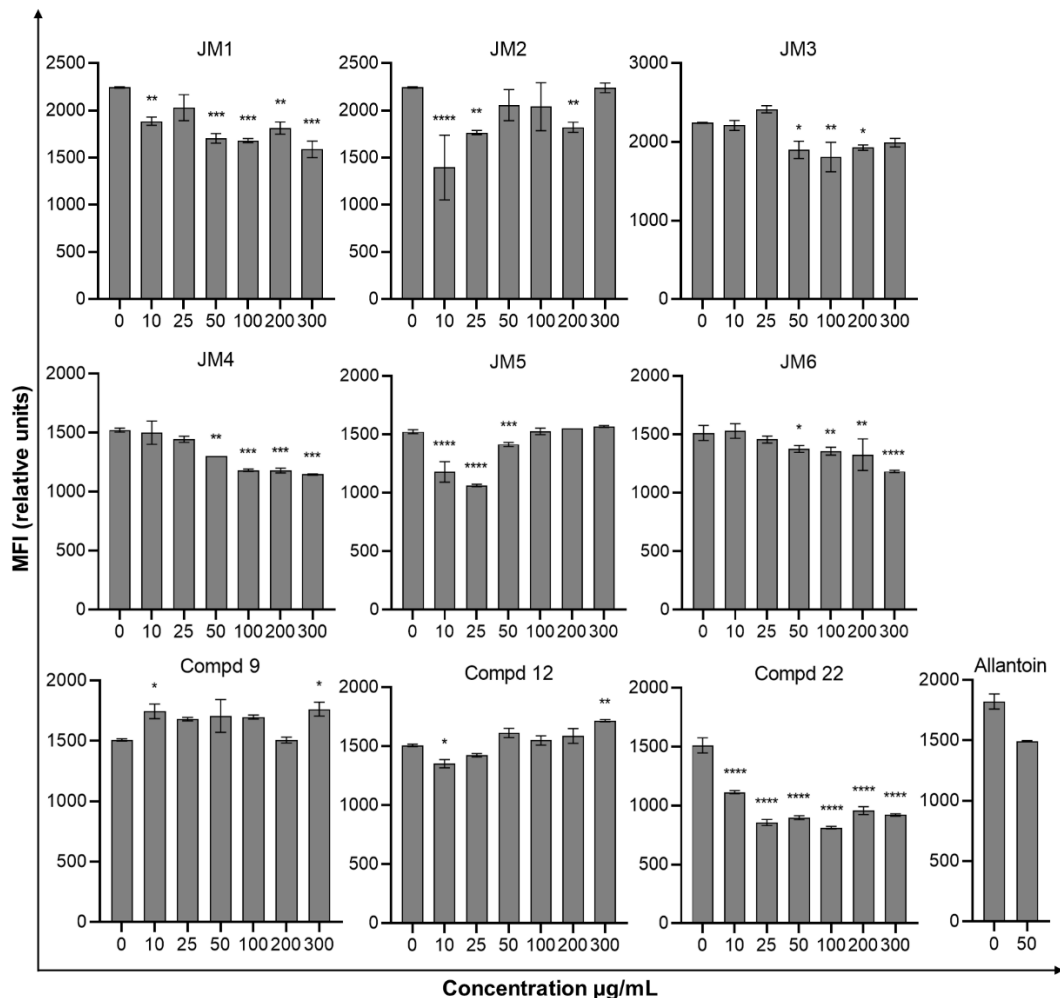 JM1
2500
2000
1500
1000
500
0
** *** *** ** ***
0 10 25 50 100 200 300
JM2
2500
2000
1500
1000
500
0
**** ** **
0 10 25 50 100 200 300
JM3
3000
2000
1000
0
* ** *
0 10 25 50 100 200 300
JM4
2000
1500
1000
500
0
** *** *** ***
0 10 25 50 100 200 300
JM5
2000
1500
1000
500
0
**** **** ***
0 10 25 50 100 200 300
JM6
2000
1500
1000
500
0
* ** ** ****
0 10 25 50 100 200 300
Compd 9
2000
1500
1000
500
0
* *
0 10 25 50 100 200 300
Compd 12
2000
1500
1000
500
0
* **
0 10 25 50 100 200 300
Compd 22
2000
1500
1000
500
0
**** **** **** **** **** ****
0 10 25 50 100 200 300
Allantoin
2000
1500
1000
500
0
0 50
MFI (relative units)
Concentration µg/mL